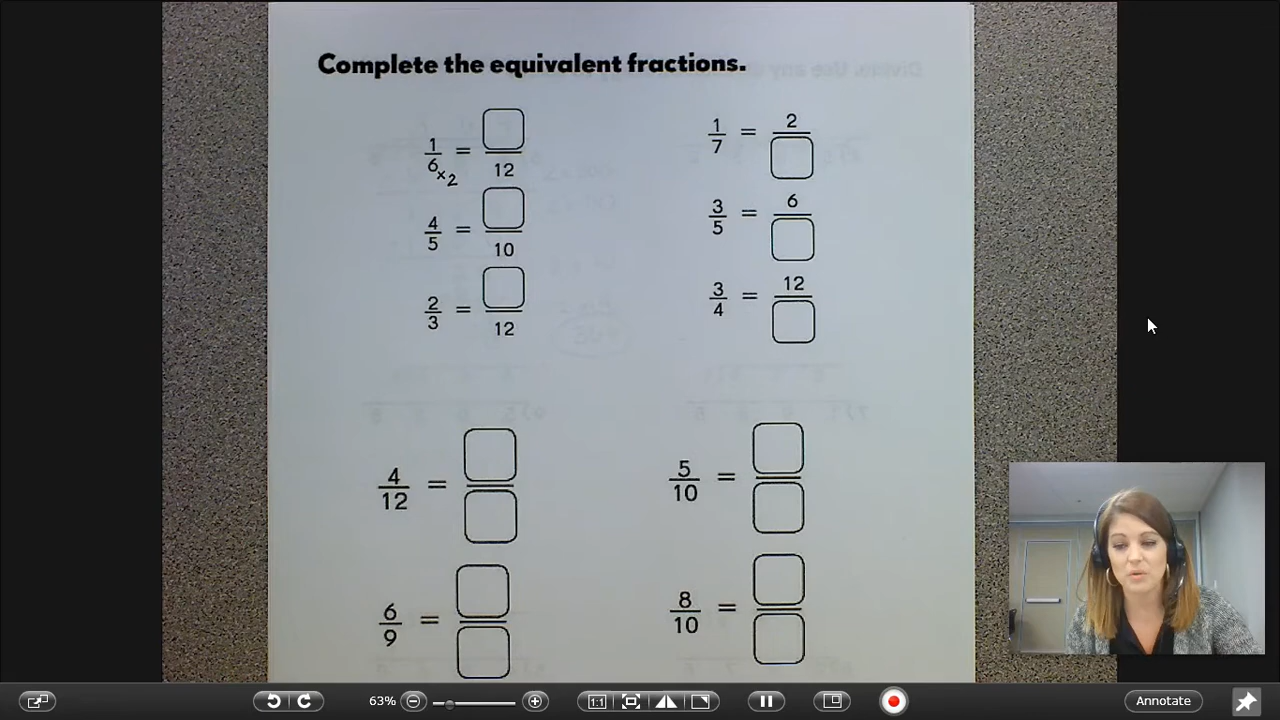 Complete the equivalent fractions.
1/6 ×2 = □/12
1/7 = 2/□
4/5 = □/10
3/5 = 6/□
2/3 = □/12
3/4 = 12/□
4/12 = □/□
5/10 = □/□
6/9 = □/□
8/10 = □/□
63%
1:1
Annotate